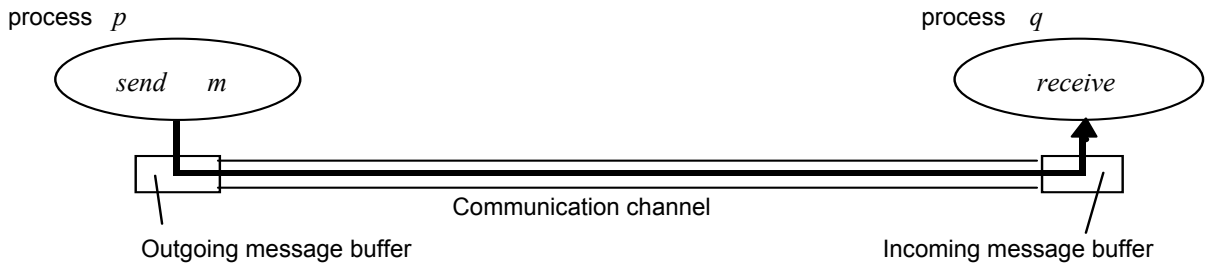 process p
process q
send m
receive
Communication channel
Outgoing message buffer
Incoming message buffer